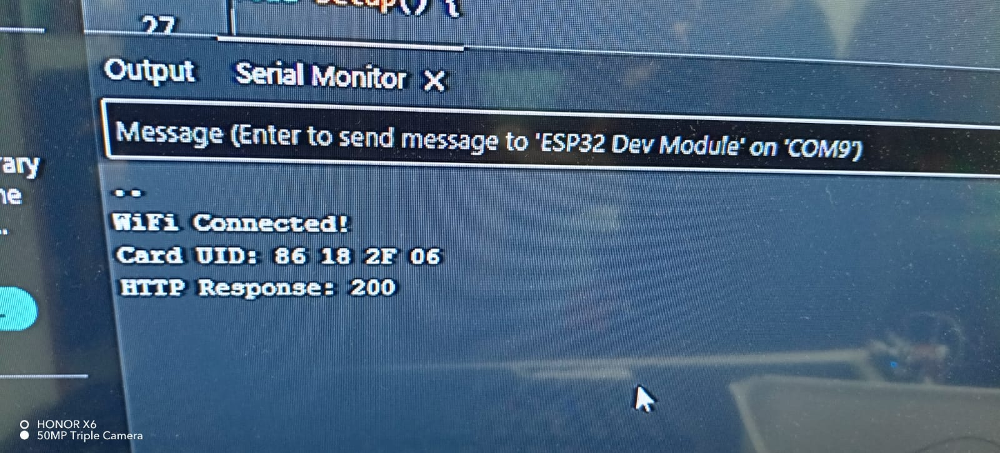 setup() {
27
Output Serial Monitor X
Message (Enter to send message to 'ESP32 Dev Module' on 'COM9')
ary
..
ne
WiFi Connected!
..
Card UID: 86 18 2F 06
HTTP Response: 200
HONOR X6
50MP Triple Camera